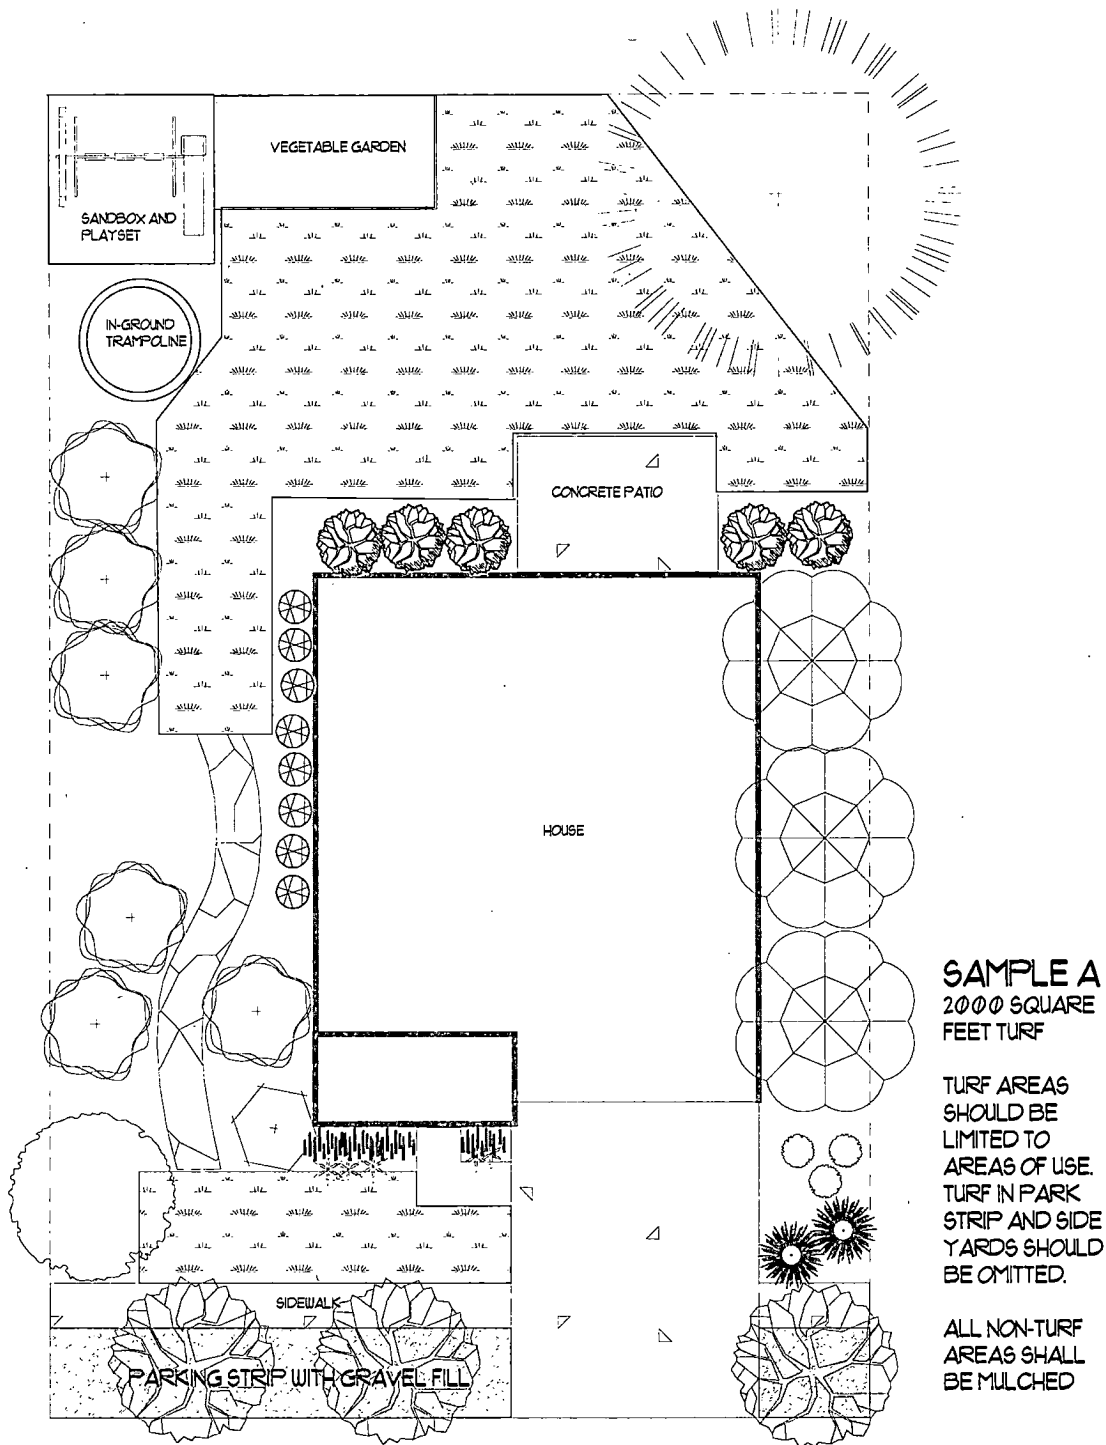 VEGETABLE GARDEN
SANDBOX AND
PLAYSET
IN-GROUND
TRAMPOLINE
CONCRETE PATIO
HOUSE
SIDEWALK
PARKING STRIP WITH GRAVEL FILL
SAMPLE A
2000 SQUARE
FEET TURF
TURF AREAS
SHOULD BE
LIMITED TO
AREAS OF USE.
TURF IN PARK
STRIP AND SIDE
YARDS SHOULD
BE OMITTED.
ALL NON-TURF
AREAS SHALL
BE MULCHED